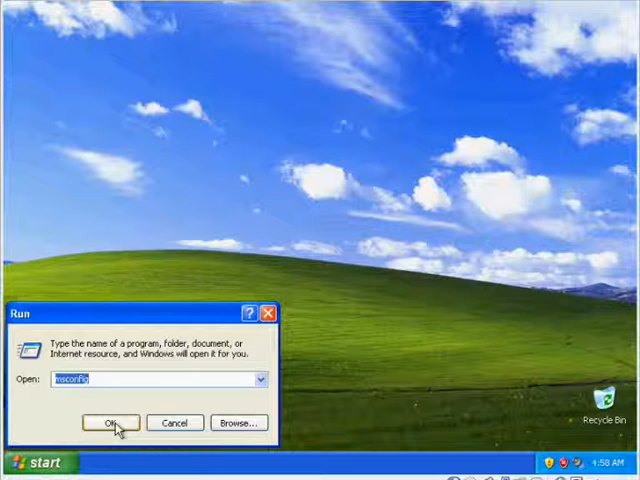 Run
Type the name of a program, folder, document, or
Internet resource, and Windows will open it for you.
Open: msconfig
OK Cancel Browse...
Recycle Bin
start 4:58 AM